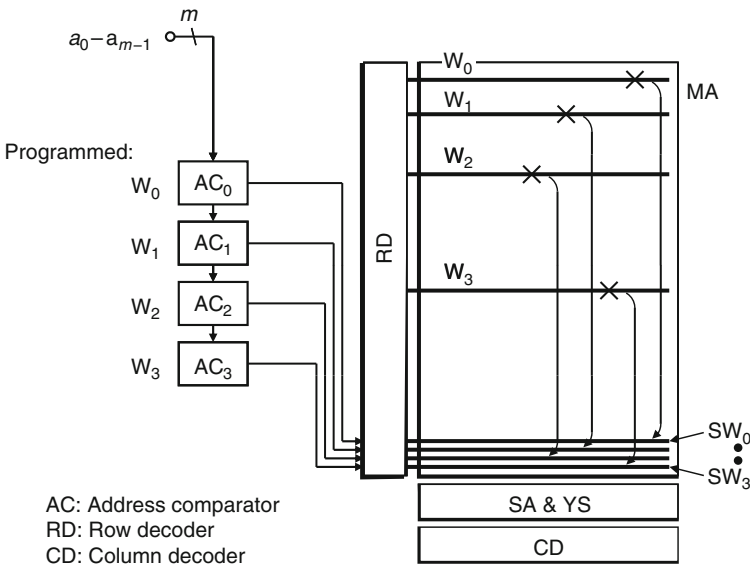 m
a₀–aₘ₋₁
Programmed:
W₀ AC₀
W₁ AC₁
W₂ AC₂
W₃ AC₃
RD
W₀
W₁
W₂
W₃
MA
SW₀
SW₃
SA & YS
CD
AC: Address comparator
RD: Row decoder
CD: Column decoder